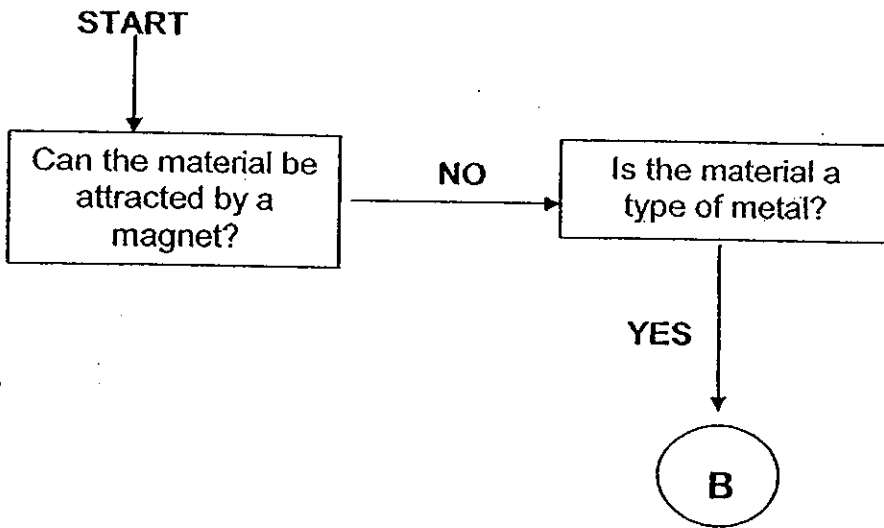 START
Can the material be
attracted by a
magnet?
NO
Is the material a
type of metal?
YES
B